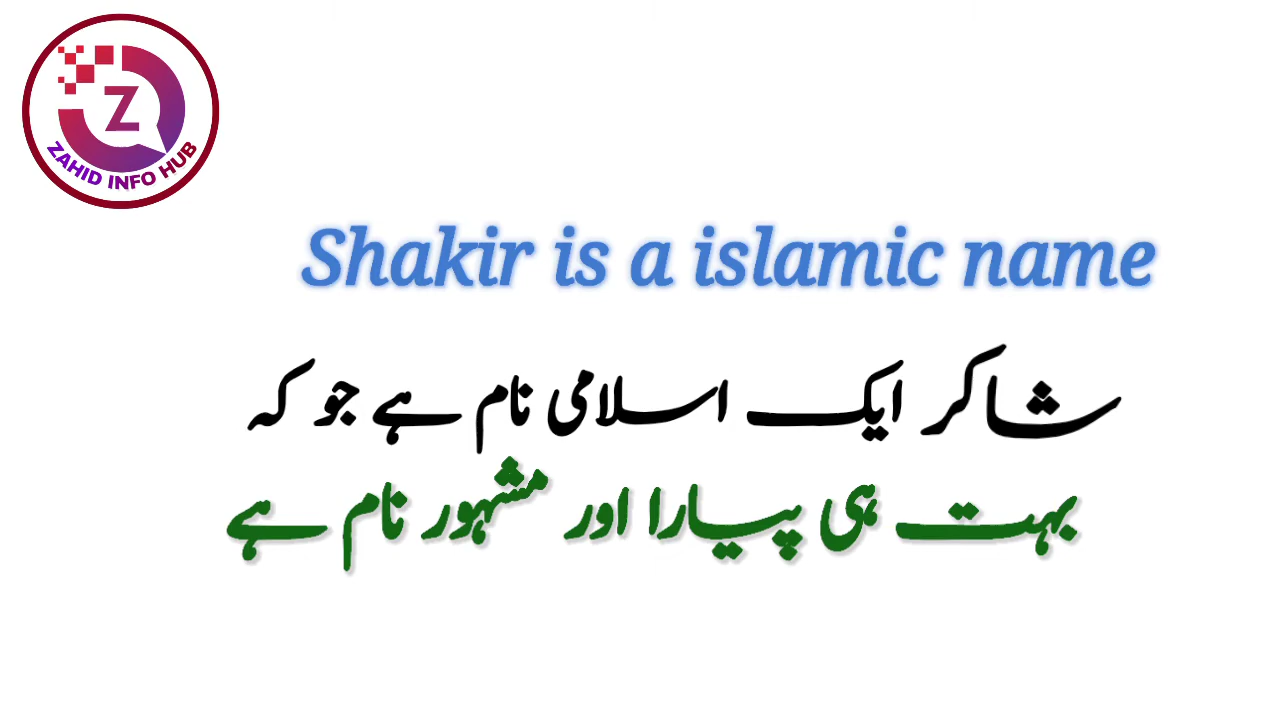 Z
ZAHID INFO HUB
Shakir is a islamic name
شاکر ایک اسلامی نام ہے جو کہ
بہت ہی پیارا اور مشہور نام ہے